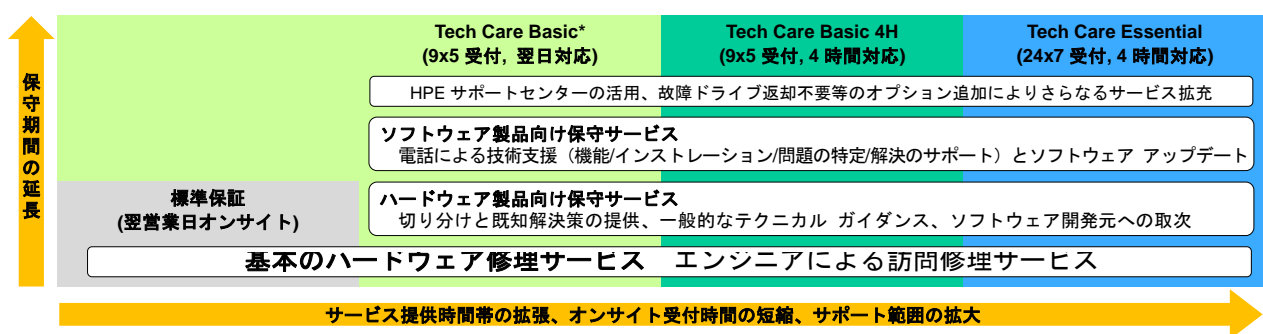 Tech Care Basic*
(9x5 受付, 翌日対応)
Tech Care Basic 4H
(9x5 受付, 4 時間対応)
Tech Care Essential
(24x7 受付, 4 時間対応)
保守期間の延長
HPE サポートセンターの活用、故障ドライブ返却不要等のオプション追加によりさらなるサービス拡充
ソフトウェア製品向け保守サービス
電話による技術支援（機能/インストレーション/問題の特定/解決のサポート）とソフトウェア アップデート
標準保証
(翌営業日オンサイト)
ハードウェア製品向け保守サービス
切り分けと既知解決策の提供、一般的なテクニカル ガイダンス、ソフトウェア開発元への取次
基本のハードウェア修理サービス エンジニアによる訪問修理サービス
サービス提供時間帯の拡張、オンサイト受付時間の短縮、サポート範囲の拡大